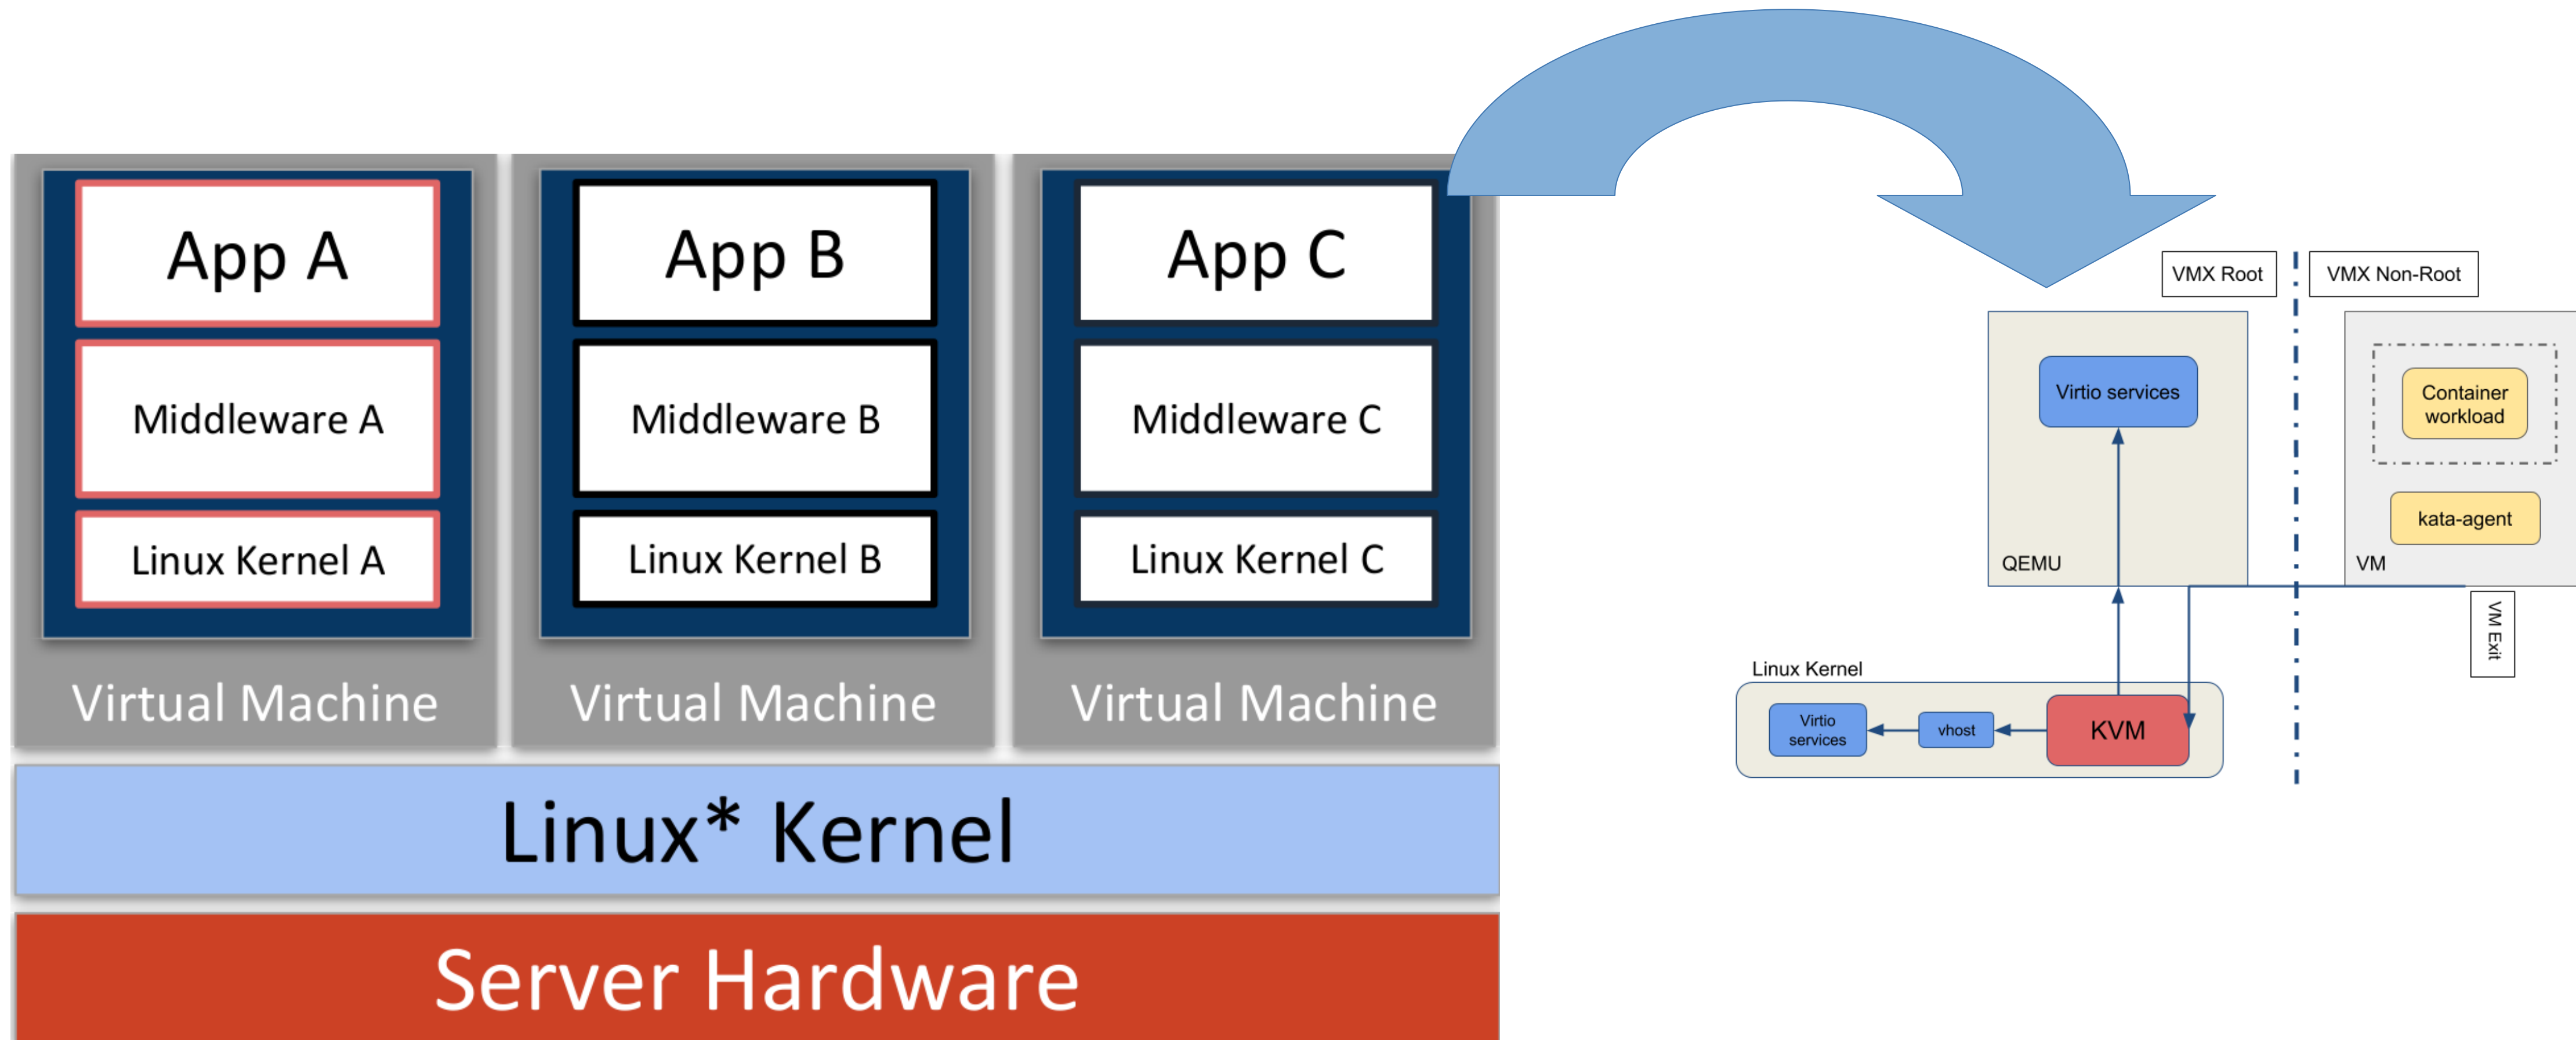 App A
Middleware A
Linux Kernel A
Virtual Machine
App B
Middleware B
Linux Kernel B
Virtual Machine
App C
Middleware C
Linux Kernel C
Virtual Machine
Linux* Kernel
Server Hardware
VMX Root
VMX Non-Root
Virtio services
QEMU
Container
workload
kata-agent
VM
VM Exit
Linux Kernel
Virtio
services
vhost
KVM